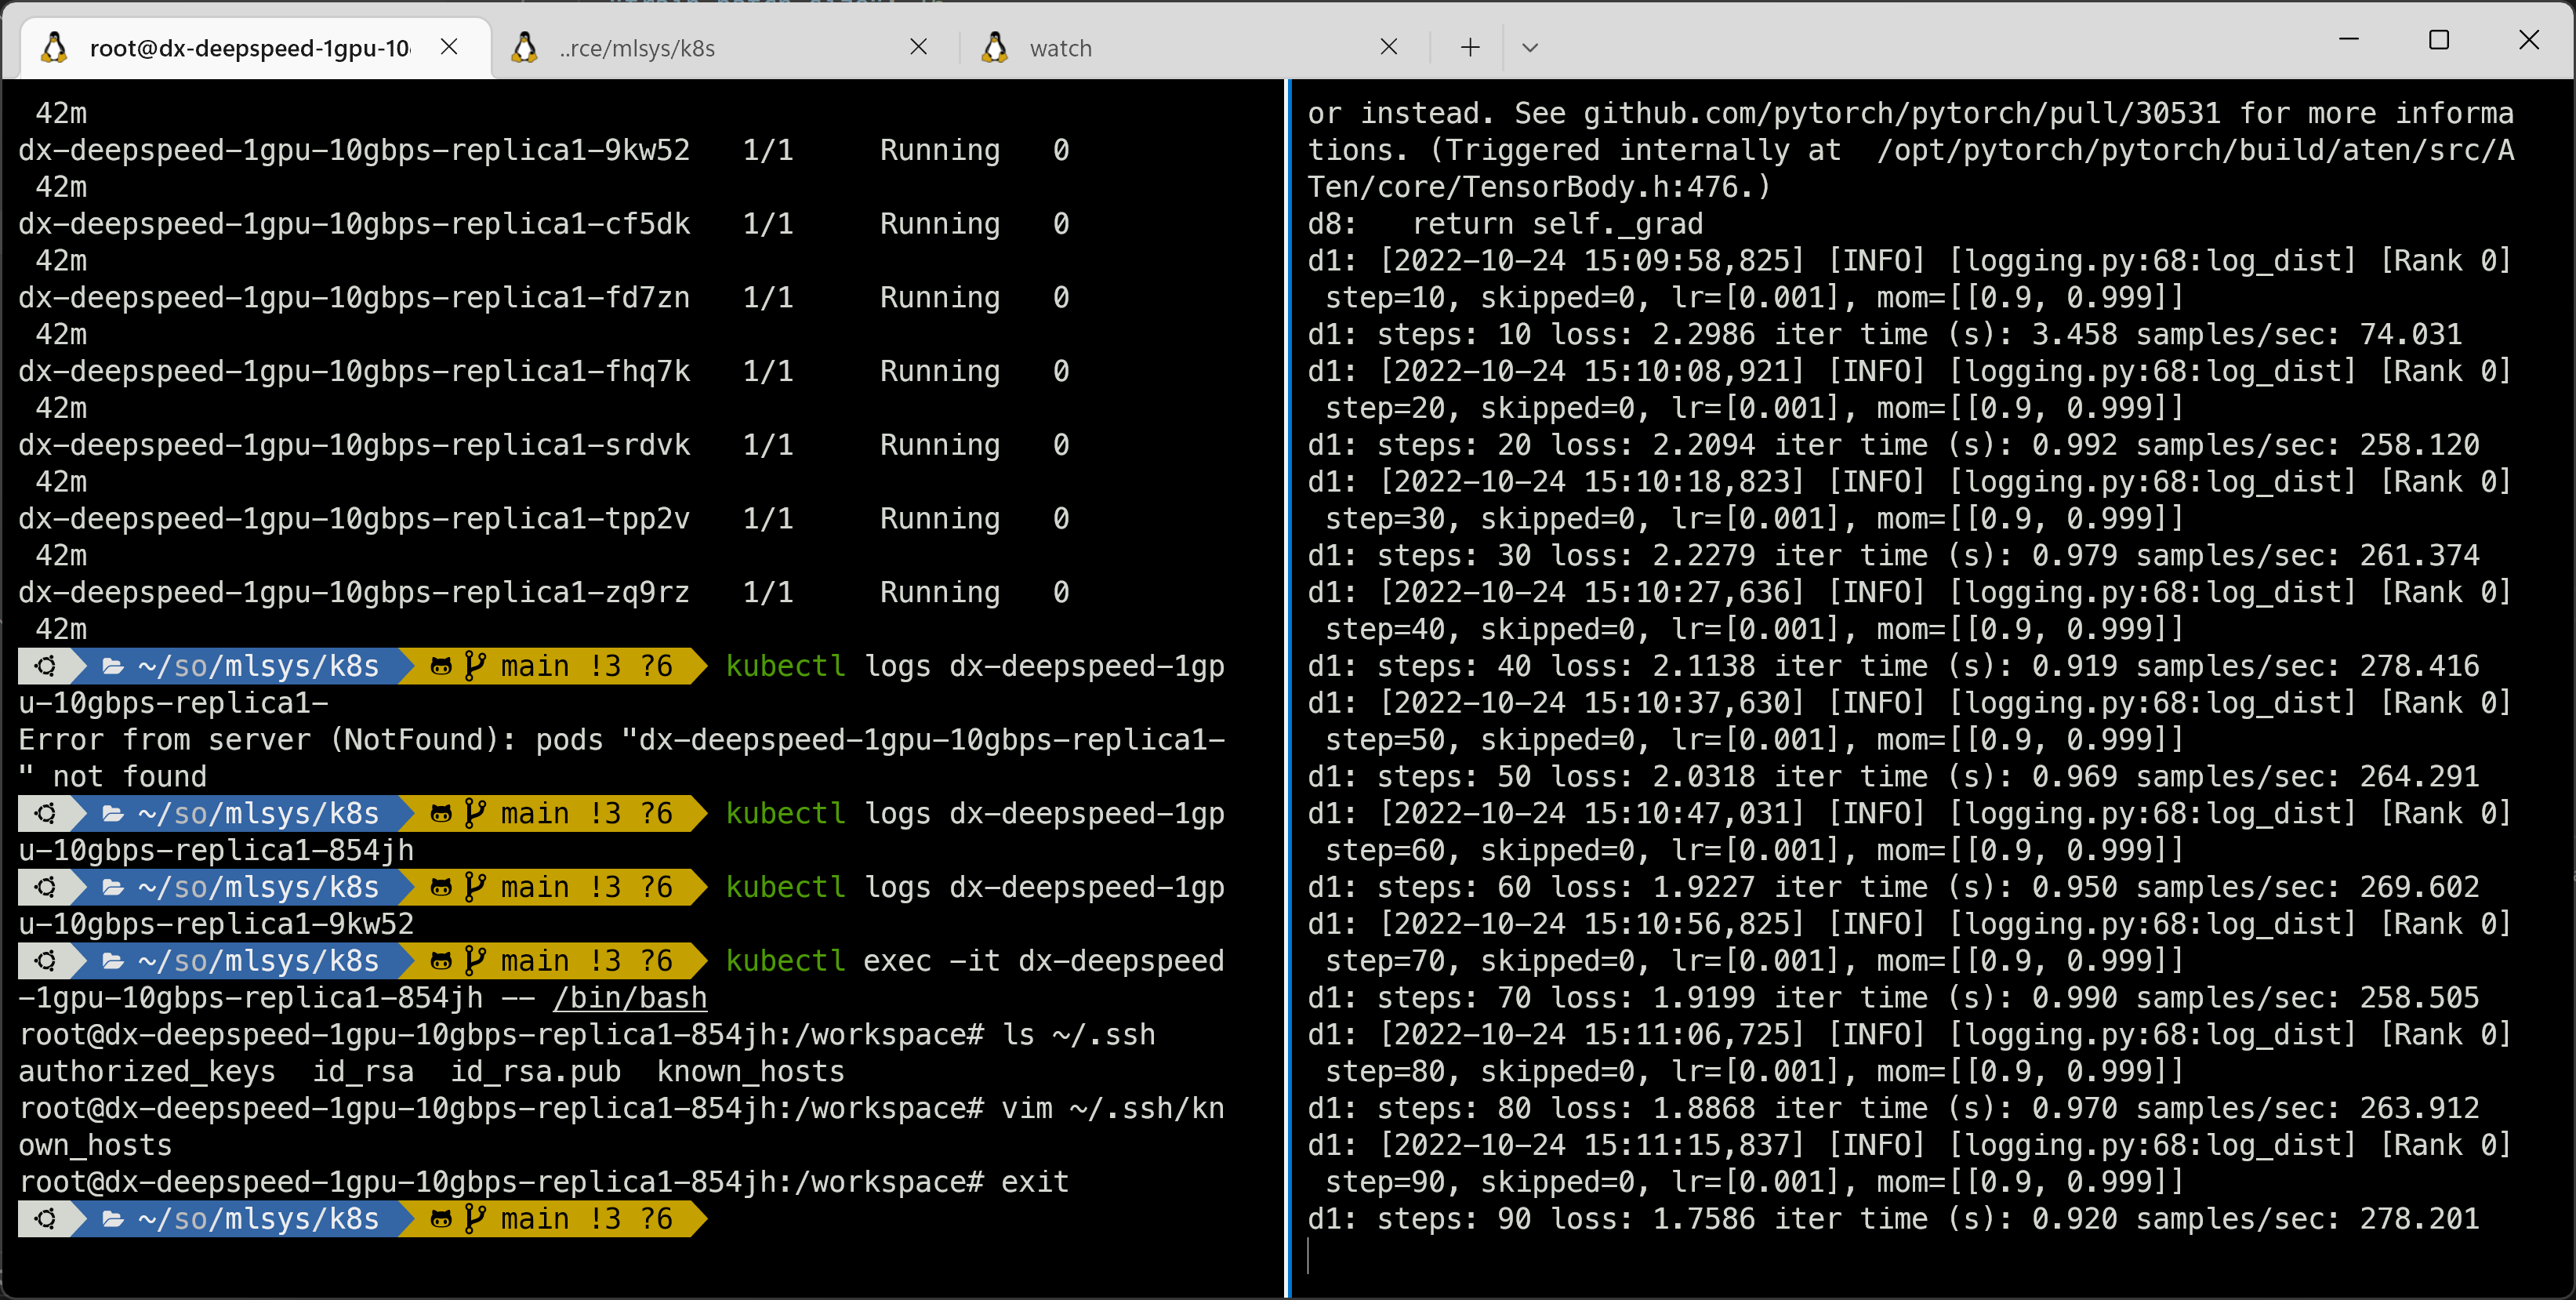 root@dx-deepspeed-1gpu-10
..rce/mlsys/k8s
watch
42m
dx-deepspeed-1gpu-10gbps-replica1-9kw52 1/1 Running 0
42m
dx-deepspeed-1gpu-10gbps-replica1-cf5dk 1/1 Running 0
42m
dx-deepspeed-1gpu-10gbps-replica1-fd7zn 1/1 Running 0
42m
dx-deepspeed-1gpu-10gbps-replica1-fhq7k 1/1 Running 0
42m
dx-deepspeed-1gpu-10gbps-replica1-srdvk 1/1 Running 0
42m
dx-deepspeed-1gpu-10gbps-replica1-tpp2v 1/1 Running 0
42m
dx-deepspeed-1gpu-10gbps-replica1-zq9rz 1/1 Running 0
42m
~/so/mlsys/k8s main !3 ?6 kubectl logs dx-deepspeed-1gp
u-10gbps-replica1-
Error from server (NotFound): pods "dx-deepspeed-1gpu-10gbps-replica1-
" not found
~/so/mlsys/k8s main !3 ?6 kubectl logs dx-deepspeed-1gp
u-10gbps-replica1-854jh
~/so/mlsys/k8s main !3 ?6 kubectl logs dx-deepspeed-1gp
u-10gbps-replica1-9kw52
~/so/mlsys/k8s main !3 ?6 kubectl exec -it dx-deepspeed
-1gpu-10gbps-replica1-854jh -- /bin/bash
root@dx-deepspeed-1gpu-10gbps-replica1-854jh:/workspace# ls ~/.ssh
authorized_keys id_rsa id_rsa.pub known_hosts
root@dx-deepspeed-1gpu-10gbps-replica1-854jh:/workspace# vim ~/.ssh/kn
own_hosts
root@dx-deepspeed-1gpu-10gbps-replica1-854jh:/workspace# exit
~/so/mlsys/k8s main !3 ?6
or instead. See github.com/pytorch/pytorch/pull/30531 for more informa
tions. (Triggered internally at /opt/pytorch/pytorch/build/aten/src/A
Ten/core/TensorBody.h:476.)
d8: return self._grad
d1: [2022-10-24 15:09:58,825] [INFO] [logging.py:68:log_dist] [Rank 0]
step=10, skipped=0, lr=[0.001], mom=[[0.9, 0.999]]
d1: steps: 10 loss: 2.2986 iter time (s): 3.458 samples/sec: 74.031
d1: [2022-10-24 15:10:08,921] [INFO] [logging.py:68:log_dist] [Rank 0]
step=20, skipped=0, lr=[0.001], mom=[[0.9, 0.999]]
d1: steps: 20 loss: 2.2094 iter time (s): 0.992 samples/sec: 258.120
d1: [2022-10-24 15:10:18,823] [INFO] [logging.py:68:log_dist] [Rank 0]
step=30, skipped=0, lr=[0.001], mom=[[0.9, 0.999]]
d1: steps: 30 loss: 2.2279 iter time (s): 0.979 samples/sec: 261.374
d1: [2022-10-24 15:10:27,636] [INFO] [logging.py:68:log_dist] [Rank 0]
step=40, skipped=0, lr=[0.001], mom=[[0.9, 0.999]]
d1: steps: 40 loss: 2.1138 iter time (s): 0.919 samples/sec: 278.416
d1: [2022-10-24 15:10:37,630] [INFO] [logging.py:68:log_dist] [Rank 0]
step=50, skipped=0, lr=[0.001], mom=[[0.9, 0.999]]
d1: steps: 50 loss: 2.0318 iter time (s): 0.969 samples/sec: 264.291
d1: [2022-10-24 15:10:47,031] [INFO] [logging.py:68:log_dist] [Rank 0]
step=60, skipped=0, lr=[0.001], mom=[[0.9, 0.999]]
d1: steps: 60 loss: 1.9227 iter time (s): 0.950 samples/sec: 269.602
d1: [2022-10-24 15:10:56,825] [INFO] [logging.py:68:log_dist] [Rank 0]
step=70, skipped=0, lr=[0.001], mom=[[0.9, 0.999]]
d1: steps: 70 loss: 1.9199 iter time (s): 0.990 samples/sec: 258.505
d1: [2022-10-24 15:11:06,725] [INFO] [logging.py:68:log_dist] [Rank 0]
step=80, skipped=0, lr=[0.001], mom=[[0.9, 0.999]]
d1: steps: 80 loss: 1.8868 iter time (s): 0.970 samples/sec: 263.912
d1: [2022-10-24 15:11:15,837] [INFO] [logging.py:68:log_dist] [Rank 0]
step=90, skipped=0, lr=[0.001], mom=[[0.9, 0.999]]
d1: steps: 90 loss: 1.7586 iter time (s): 0.920 samples/sec: 278.201